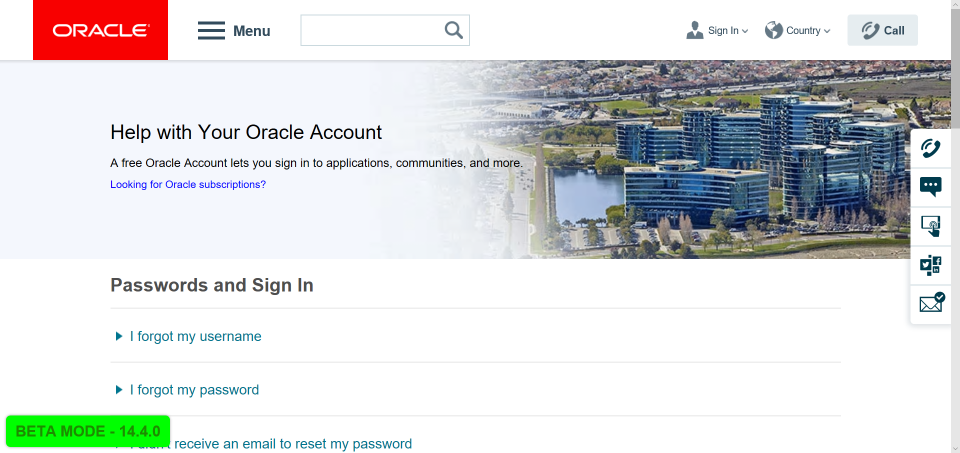 ORACLE
Menu
Sign In
Country
Call
Help with Your Oracle Account
A free Oracle Account lets you sign in to applications, communities, and more.
Looking for Oracle subscriptions?
Passwords and Sign In
I forgot my username
I forgot my password
BETA MODE - 14.4.0
receive an email to reset my password